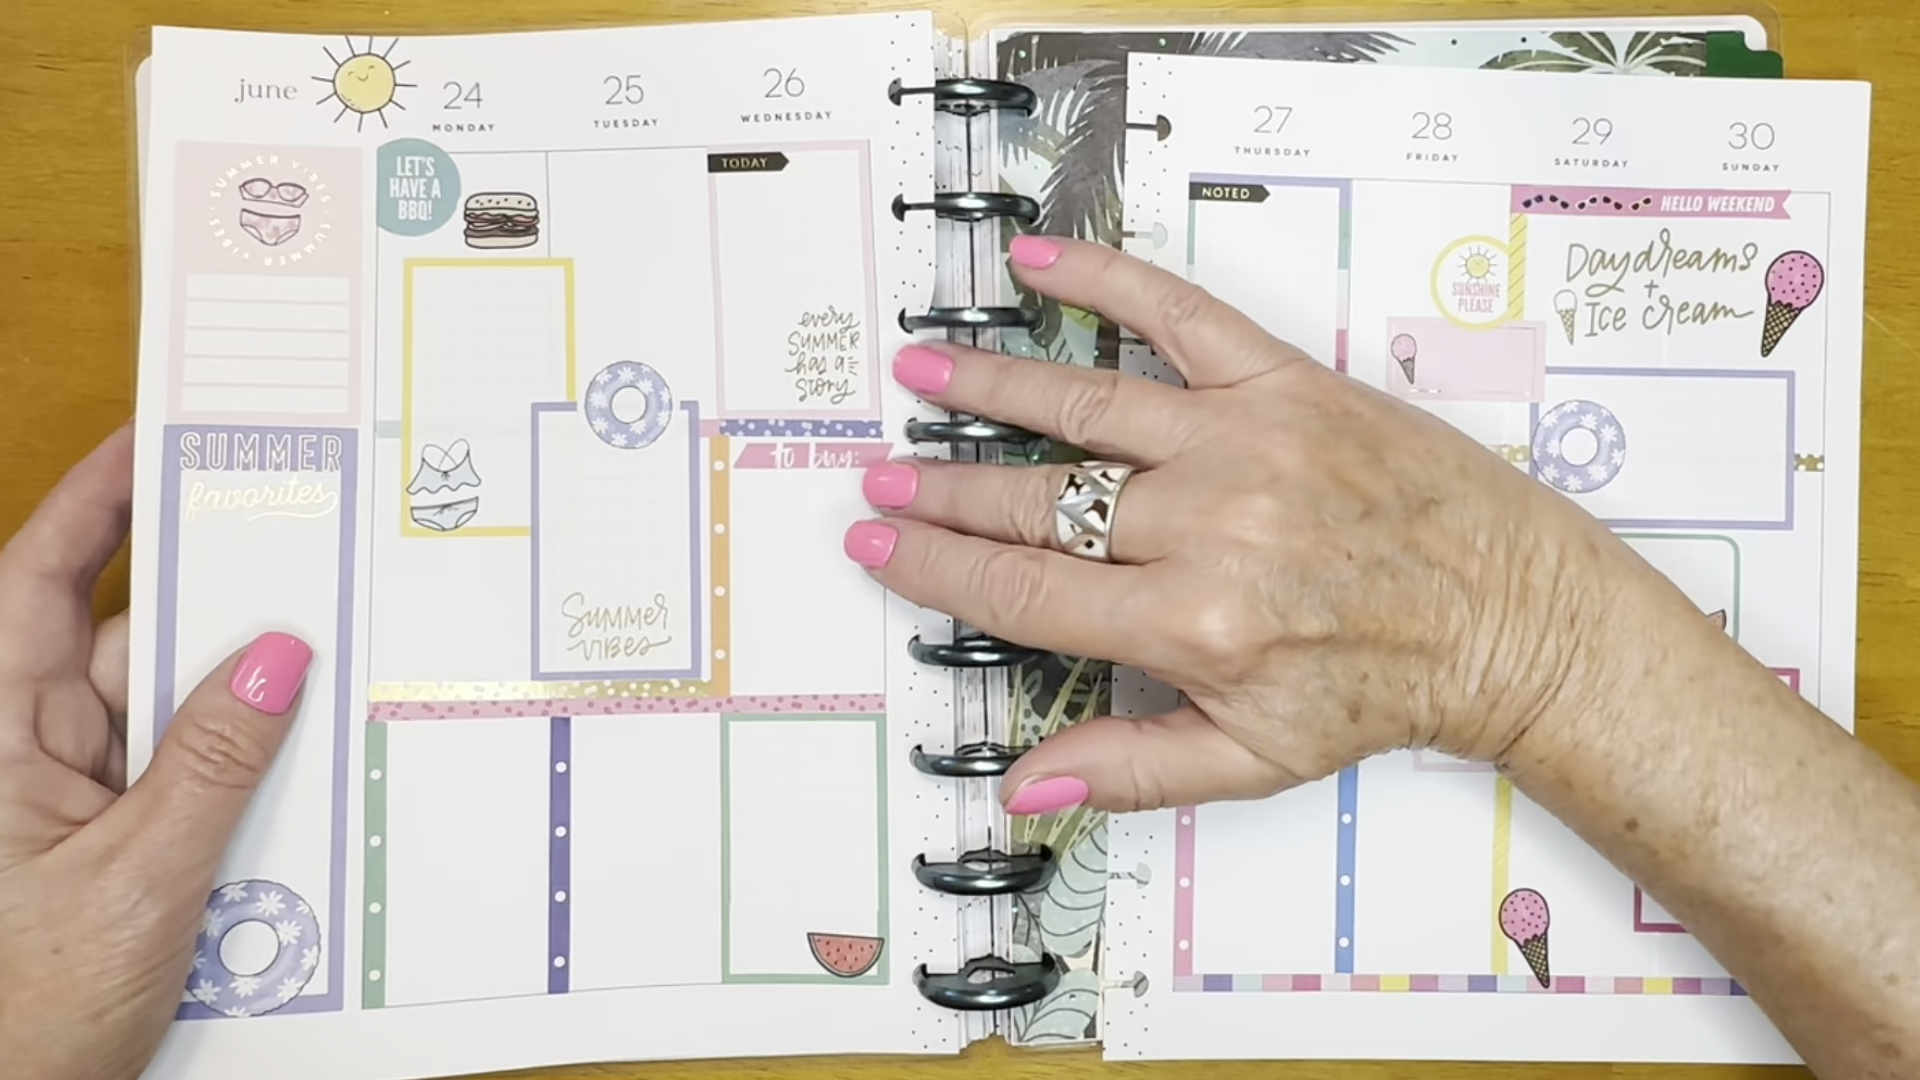 june
24
MONDAY
25
TUESDAY
26
WEDNESDAY
SUMMER VIBES · SUMMER VIBES ·
LET'S
HAVE A
BBQ!
TODAY
every
SUMMER
has a
story
SUMMER
favorites
to buy:
Summer
vibes
27
THURSDAY
28
FRIDAY
29
SATURDAY
30
SUNDAY
NOTED
HELLO WEEKEND
SUNSHINE
PLEASE
Daydreams
+
Ice cream